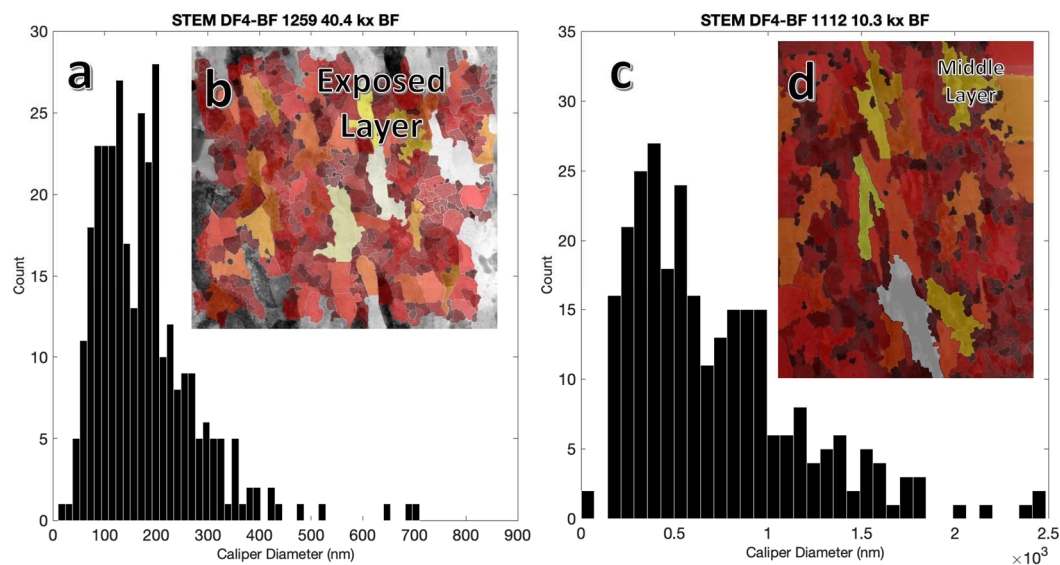 STEM DF4-BF 1259 40.4 kx BF
30
25
20
15
10
5
0
Count
0 100 200 300 400 500 600 700 800 900
Caliper Diameter (nm)
a
b
Exposed
Layer
STEM DF4-BF 1112 10.3 kx BF
35
30
25
20
15
10
5
0
Count
0 0.5 1 1.5 2 2.5
Caliper Diameter (nm)
×10³
c
d
Middle
Layer